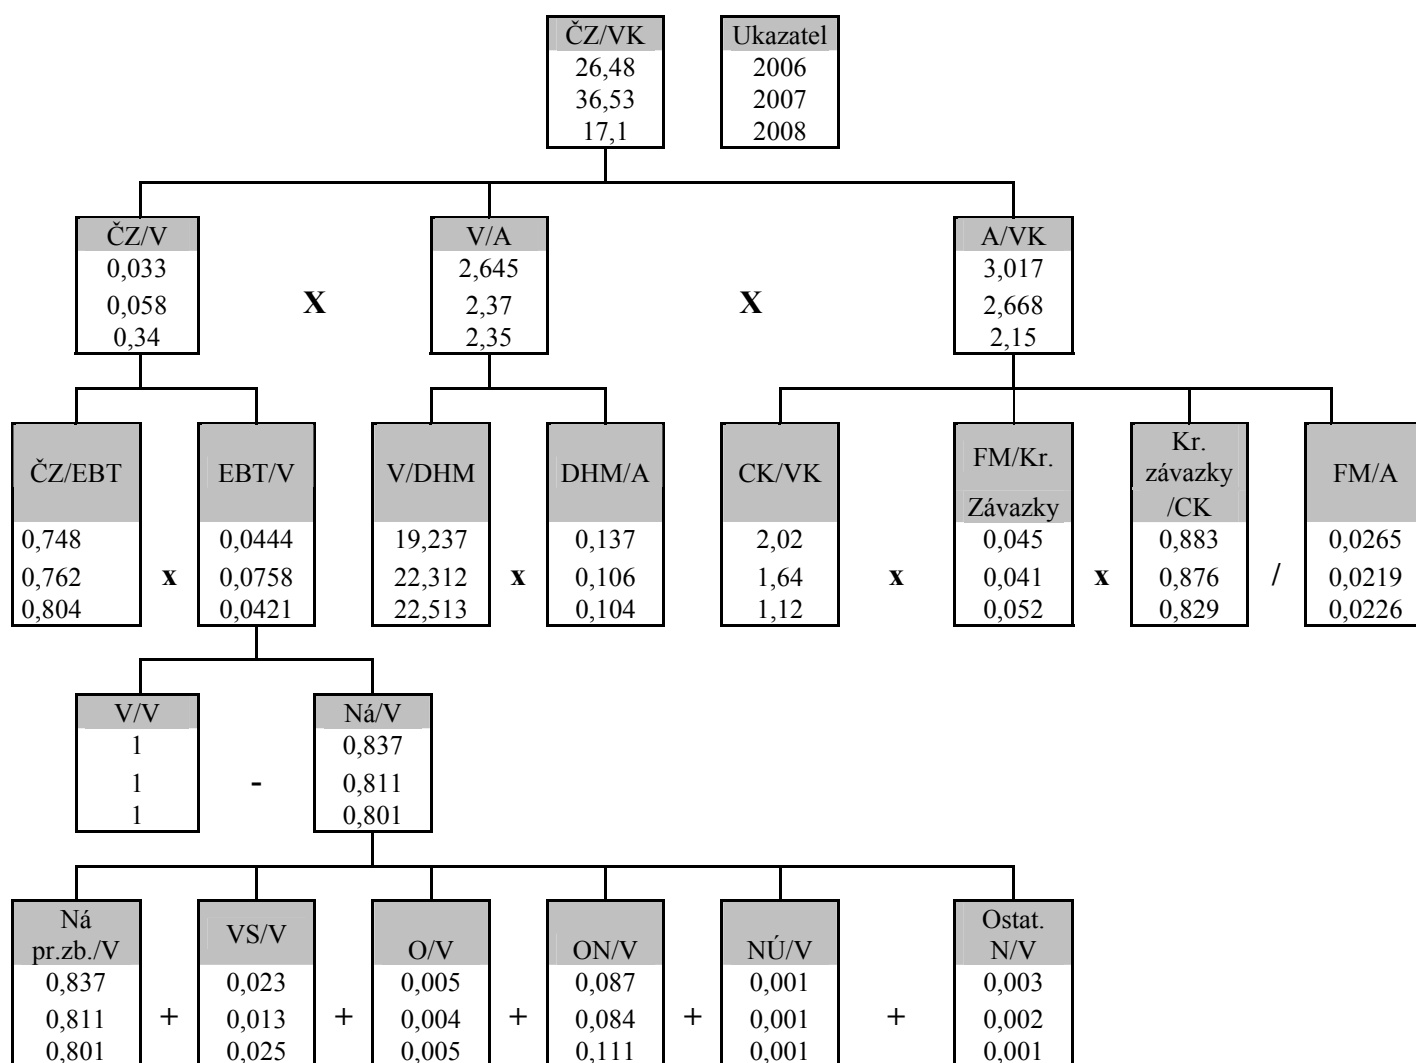 ČZ/VK Ukazatel
26,48 2006
36,53 2007
17,1 2008
ČZ/V V/A A/VK
0,033 2,645 3,017
0,058 X 2,37 X 2,668
0,34 2,35 2,15
ČZ/EBT EBT/V V/DHM DHM/A CK/VK FM/Kr. Závazky Kr. závazky /CK FM/A
0,748 0,0444 19,237 0,137 2,02 0,045 0,883 0,0265
0,762 x 0,0758 22,312 x 0,106 1,64 x 0,041 x 0,876 / 0,0219
0,804 0,0421 22,513 0,104 1,12 0,052 0,829 0,0226
V/V Ná/V
1 0,837
1 - 0,811
1 0,801
Ná pr.zb./V VS/V O/V ON/V NÚ/V Ostat. N/V
0,837 0,023 0,005 0,087 0,001 0,003
0,811 + 0,013 + 0,004 + 0,084 + 0,001 + 0,002
0,801 0,025 0,005 0,111 0,001 0,001